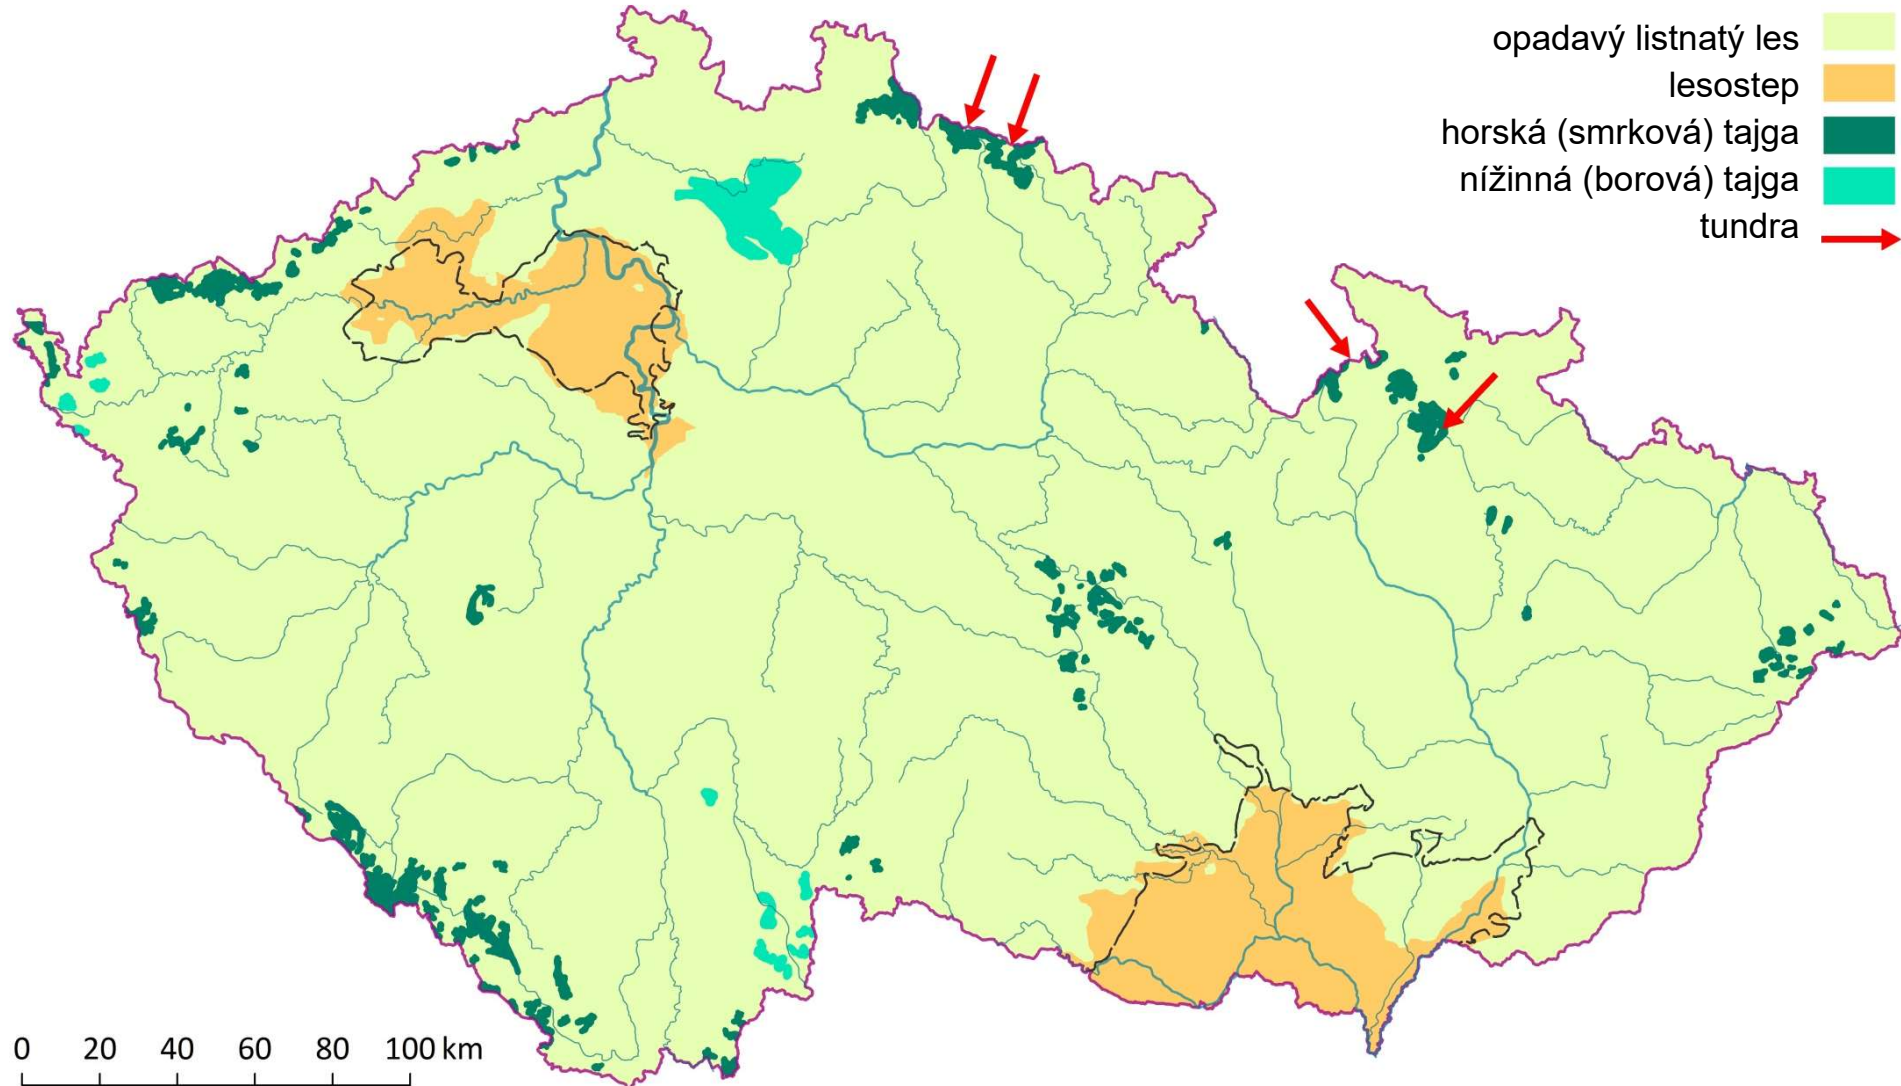 opadavý listnatý les
lesostep
horská (smrková) tajga
nížinná (borová) tajga
tundra
0 20 40 60 80 100 km